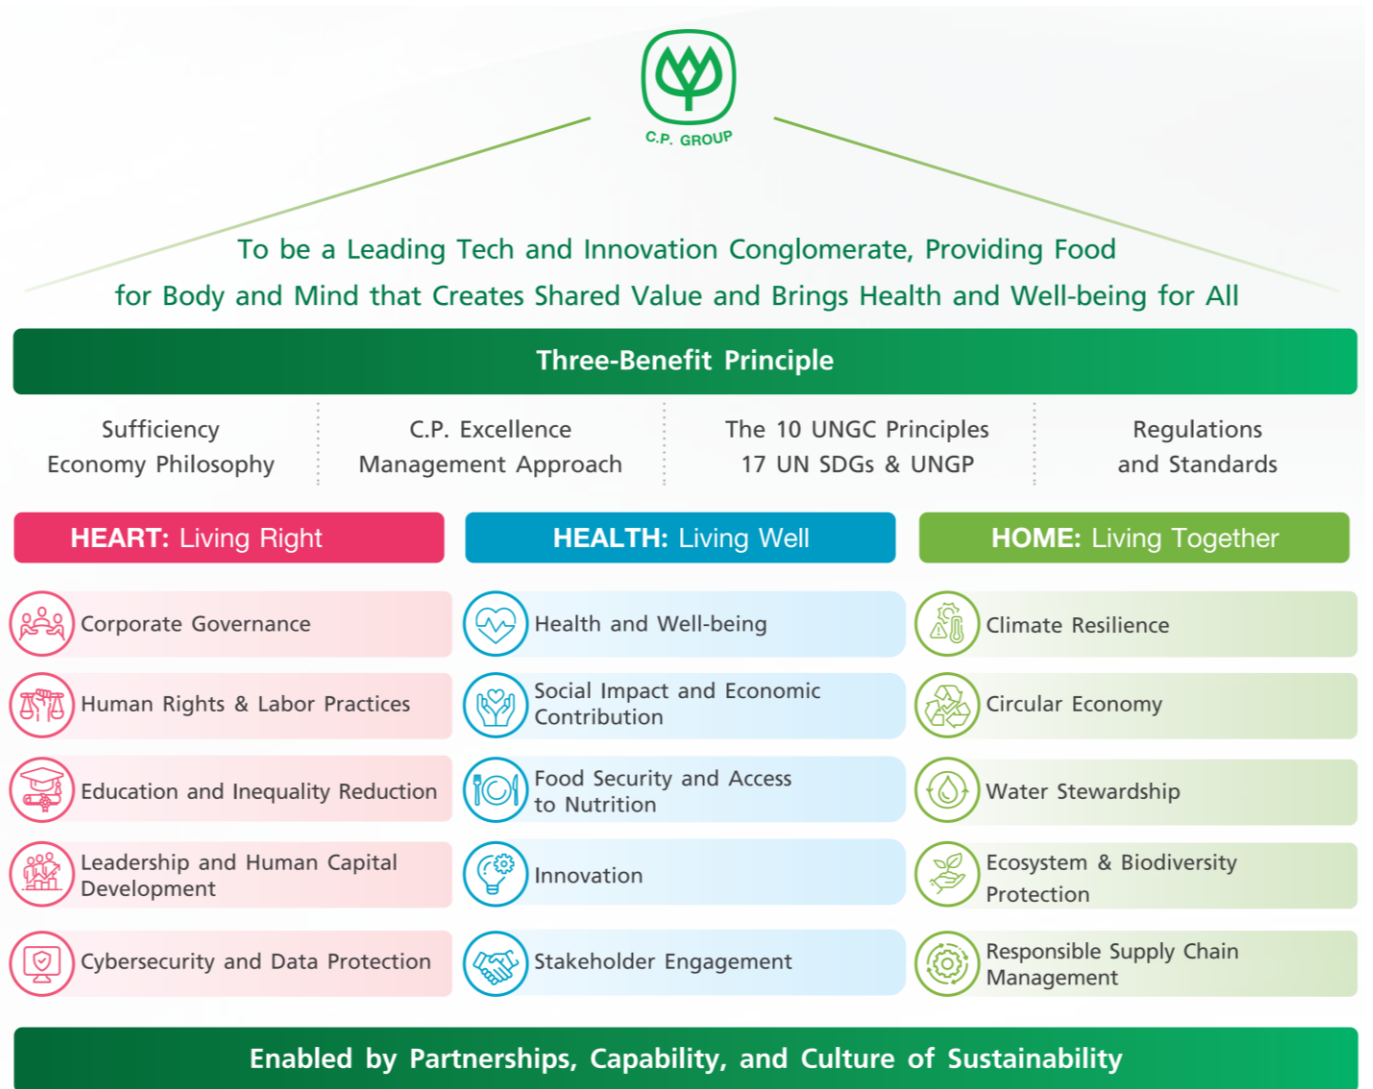 C.P. GROUP
To be a Leading Tech and Innovation Conglomerate, Providing Food
for Body and Mind that Creates Shared Value and Brings Health and Well-being for All
Three-Benefit Principle
Sufficiency
Economy Philosophy
C.P. Excellence
Management Approach
The 10 UNGC Principles
17 UN SDGs & UNGP
Regulations
and Standards
HEART: Living Right
Corporate Governance
Human Rights & Labor Practices
Education and Inequality Reduction
Leadership and Human Capital
Development
Cybersecurity and Data Protection
HEALTH: Living Well
Health and Well-being
Social Impact and Economic
Contribution
Food Security and Access
to Nutrition
Innovation
Stakeholder Engagement
HOME: Living Together
Climate Resilience
Circular Economy
Water Stewardship
Ecosystem & Biodiversity
Protection
Responsible Supply Chain
Management
Enabled by Partnerships, Capability, and Culture of Sustainability